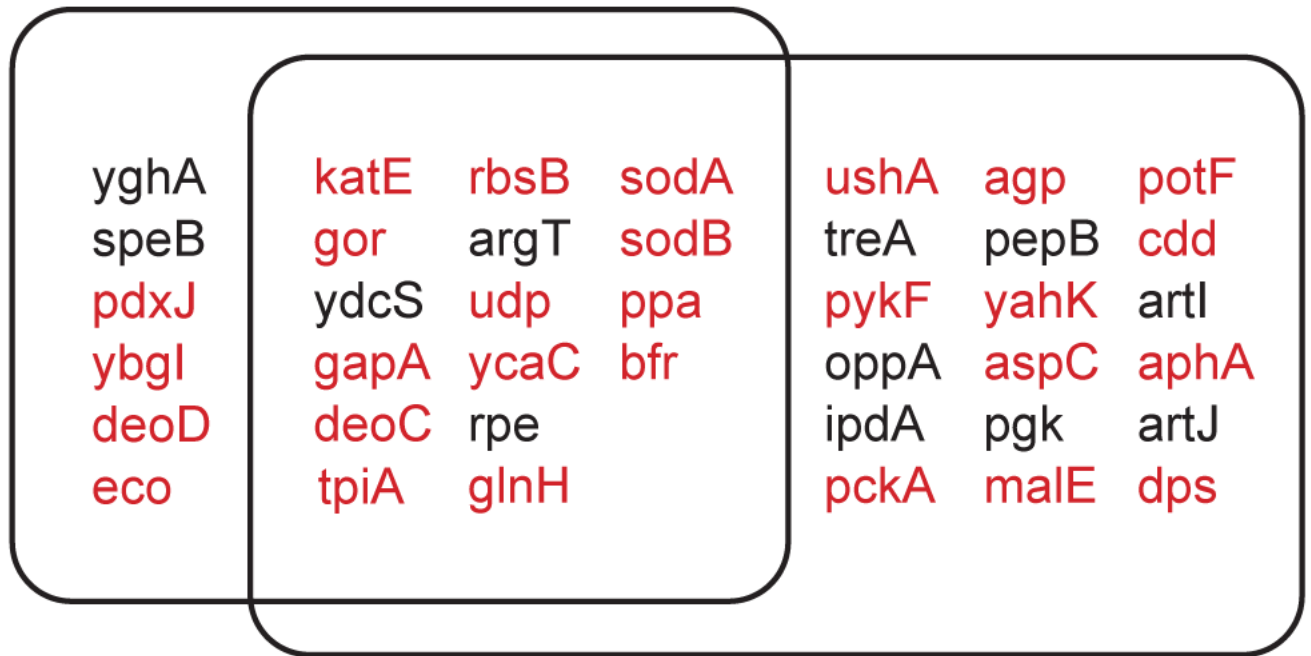 yghA katE rbsB sodA ushA agp potF
speB gor argT sodB treA pepB cdd
pdxJ ydcS udp ppa pykF yahK artI
ybgI gapA ycaC bfr oppA aspC aphA
deoD deoC rpe ipdA pgk artJ
eco tpiA glnH pckA malE dps